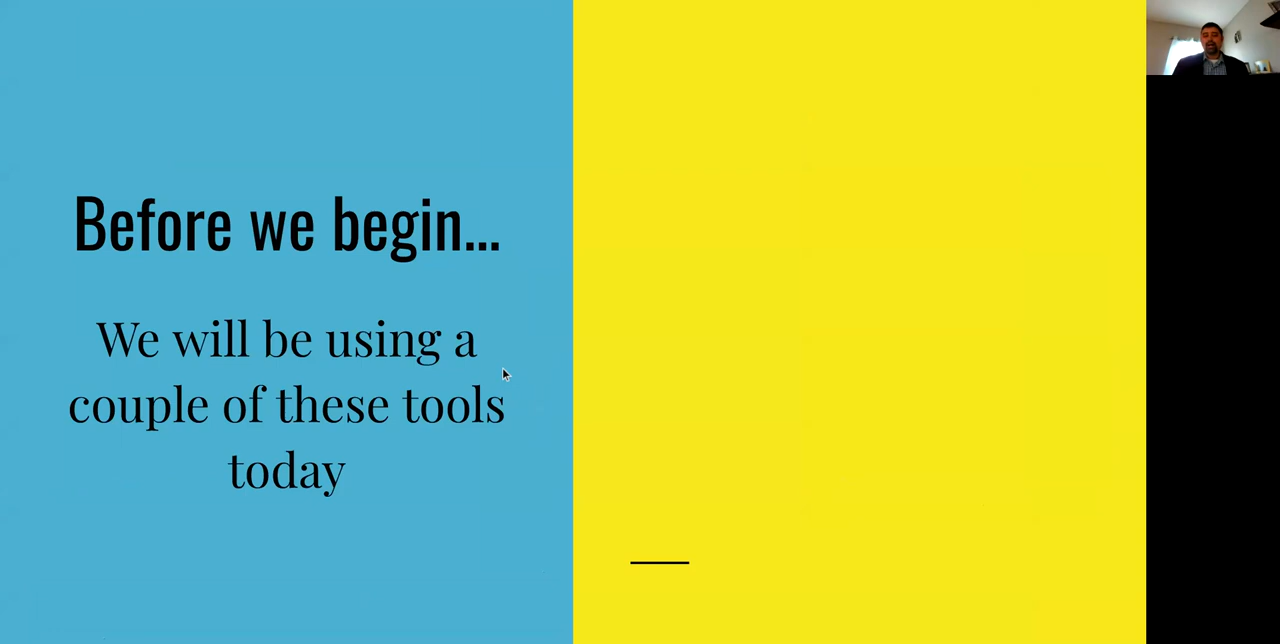 Before we begin...
We will be using a
couple of these tools
today